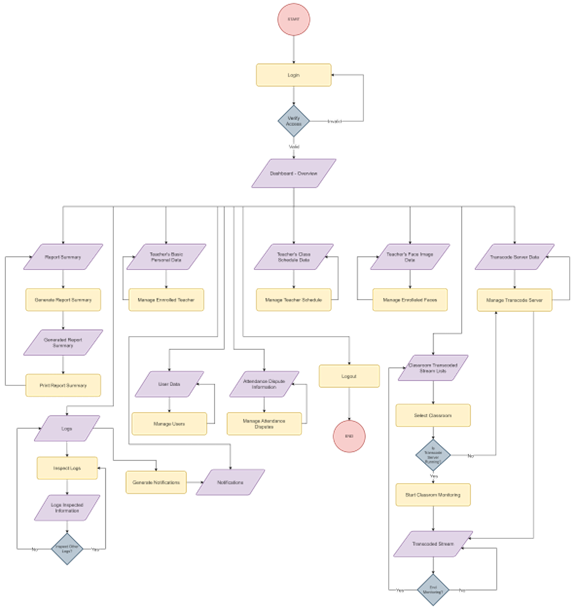 START
Login
Verify
Access
Invalid
Valid
Dashboard - Overview
Report Summary
Teacher's Basic
Personal Data
Teacher's Class
Schedule Data
Teacher's Face Image
Data
Transcode Server Data
Generate Report Summary
Manage Enrolled Teacher
Manage Teacher Schedule
Manage Enrolled Faces
Manage Transcode Server
Generated Report
Summary
Print Report Summary
User Data
Attendance Dispute
Information
Logout
Classroom Transcoded
Stream Lists
Manage Users
Manage Attendance
Disputes
Select Classroom
Logs
END
Is
Transcode
Server
Running?
No
Yes
Inspect Logs
Generate Notifications
Notifications
Start Classroom Monitoring
Logs Inspected
Information
Transcoded Stream
Inspect Other
Logs?
No
Yes
End
Monitoring?
Yes
No